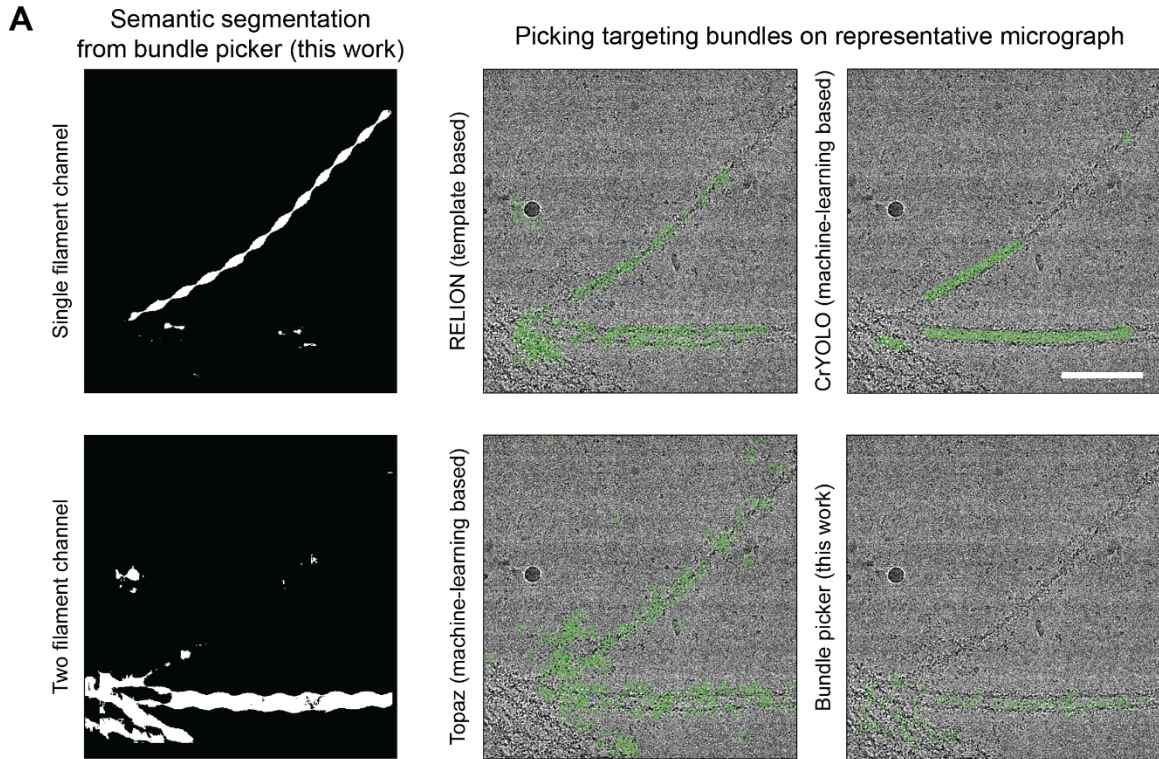 A
Semantic segmentation
from bundle picker (this work)
Picking targeting bundles on representative micrograph
Single filament channel
RELION (template based)
CrYOLO (machine-learning based)
Two filament channel
Topaz (machine-learning based)
Bundle picker (this work)